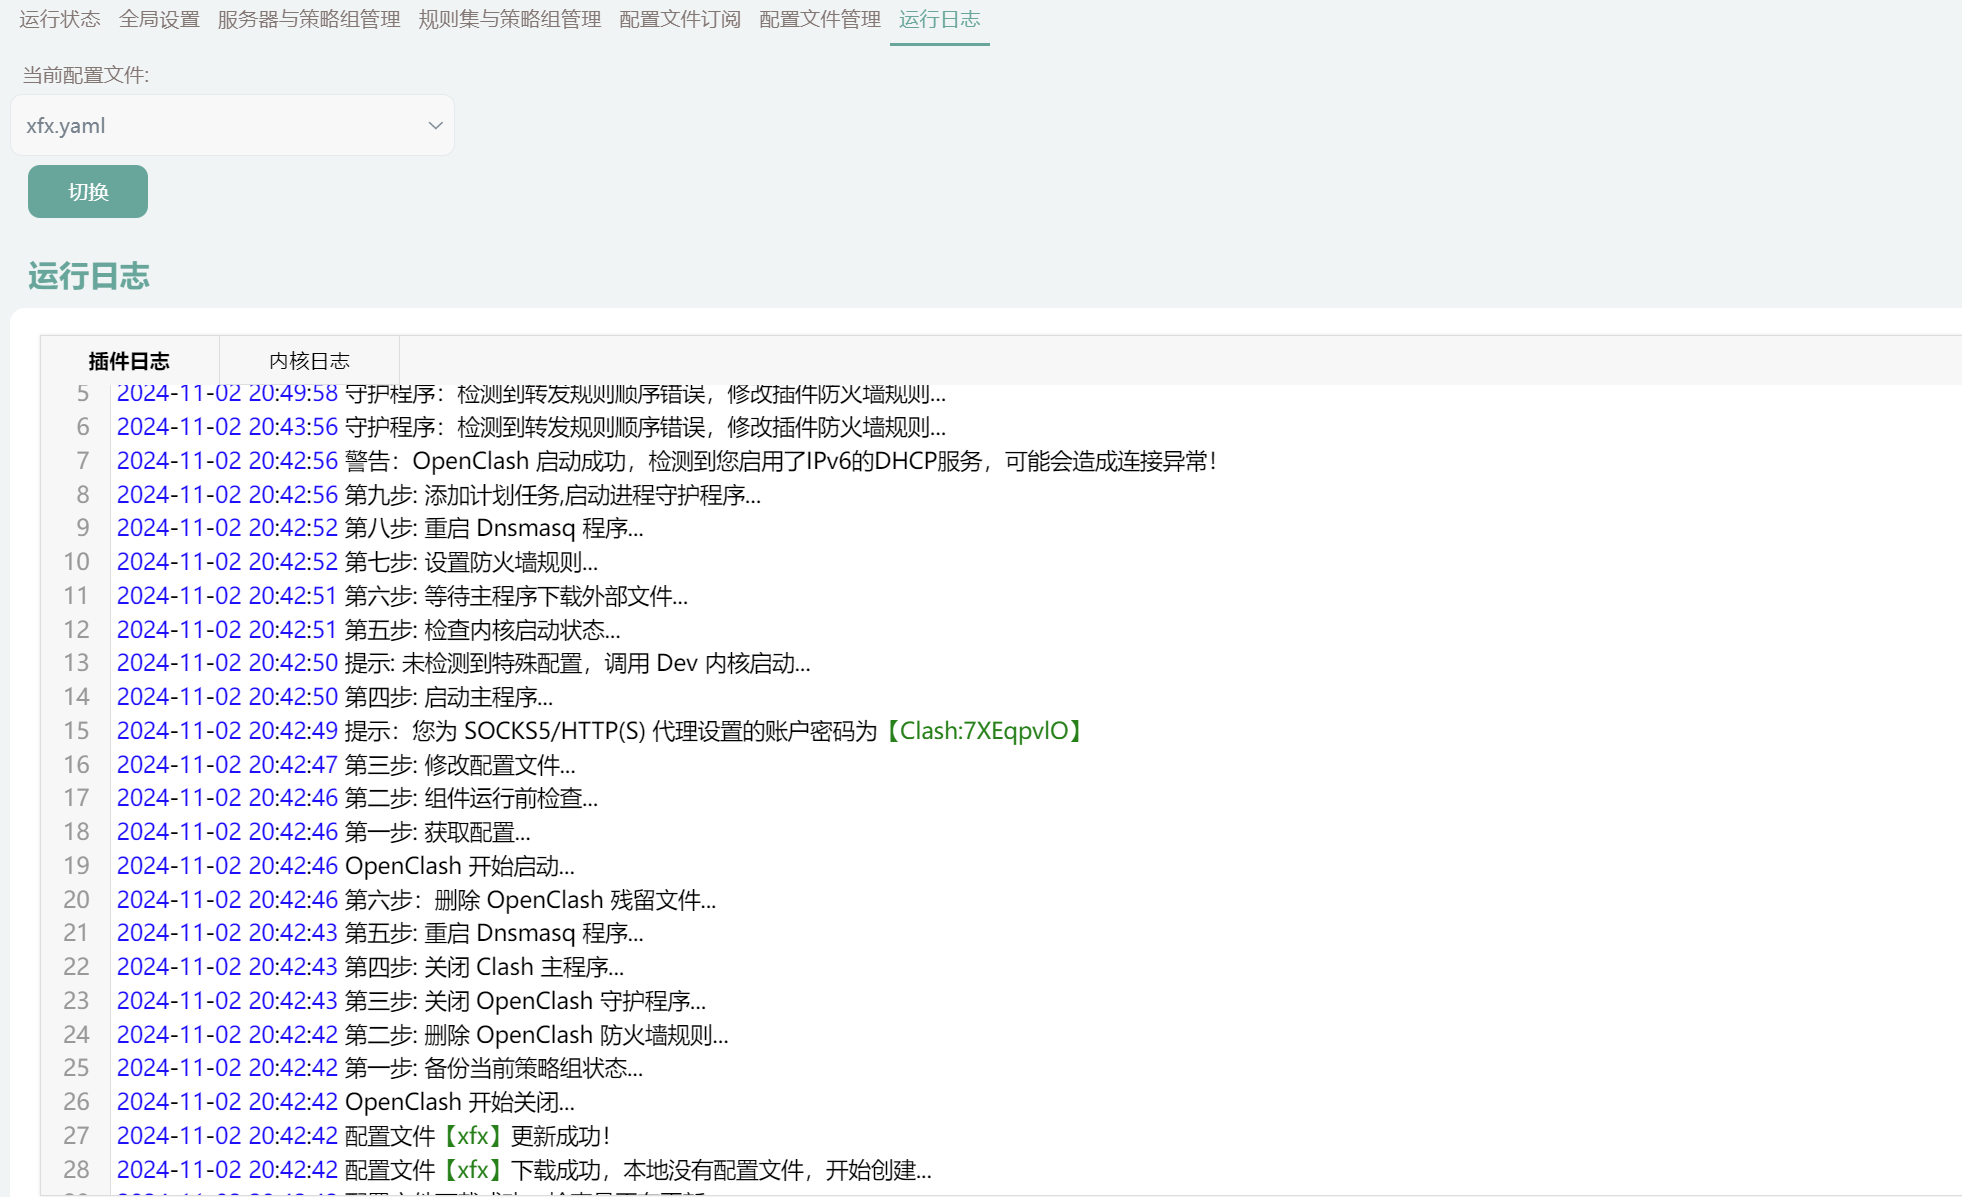 运行状态 全局设置 服务器与策略组管理 规则集与策略组管理 配置文件订阅 配置文件管理 运行日志
当前配置文件:
xfx.yaml
切换
运行日志
插件日志 内核日志
5 2024-11-02 20:49:58 守护程序：检测到转发规则顺序错误，修改插件防火墙规则...
6 2024-11-02 20:43:56 守护程序：检测到转发规则顺序错误，修改插件防火墙规则...
7 2024-11-02 20:42:56 警告：OpenClash 启动成功，检测到您启用了IPv6的DHCP服务，可能会造成连接异常！
8 2024-11-02 20:42:56 第九步: 添加计划任务,启动进程守护程序...
9 2024-11-02 20:42:52 第八步: 重启 Dnsmasq 程序...
10 2024-11-02 20:42:52 第七步: 设置防火墙规则...
11 2024-11-02 20:42:51 第六步: 等待主程序下载外部文件...
12 2024-11-02 20:42:51 第五步: 检查内核启动状态...
13 2024-11-02 20:42:50 提示: 未检测到特殊配置，调用 Dev 内核启动...
14 2024-11-02 20:42:50 第四步: 启动主程序...
15 2024-11-02 20:42:49 提示：您为 SOCKS5/HTTP(S) 代理设置的账户密码为【Clash:7XEqpvlO】
16 2024-11-02 20:42:47 第三步: 修改配置文件...
17 2024-11-02 20:42:46 第二步: 组件运行前检查...
18 2024-11-02 20:42:46 第一步: 获取配置...
19 2024-11-02 20:42:46 OpenClash 开始启动...
20 2024-11-02 20:42:46 第六步：删除 OpenClash 残留文件...
21 2024-11-02 20:42:43 第五步: 重启 Dnsmasq 程序...
22 2024-11-02 20:42:43 第四步: 关闭 Clash 主程序...
23 2024-11-02 20:42:43 第三步: 关闭 OpenClash 守护程序...
24 2024-11-02 20:42:42 第二步: 删除 OpenClash 防火墙规则...
25 2024-11-02 20:42:42 第一步: 备份当前策略组状态...
26 2024-11-02 20:42:42 OpenClash 开始关闭...
27 2024-11-02 20:42:42 配置文件【xfx】更新成功！
28 2024-11-02 20:42:42 配置文件【xfx】下载成功，本地没有配置文件，开始创建...